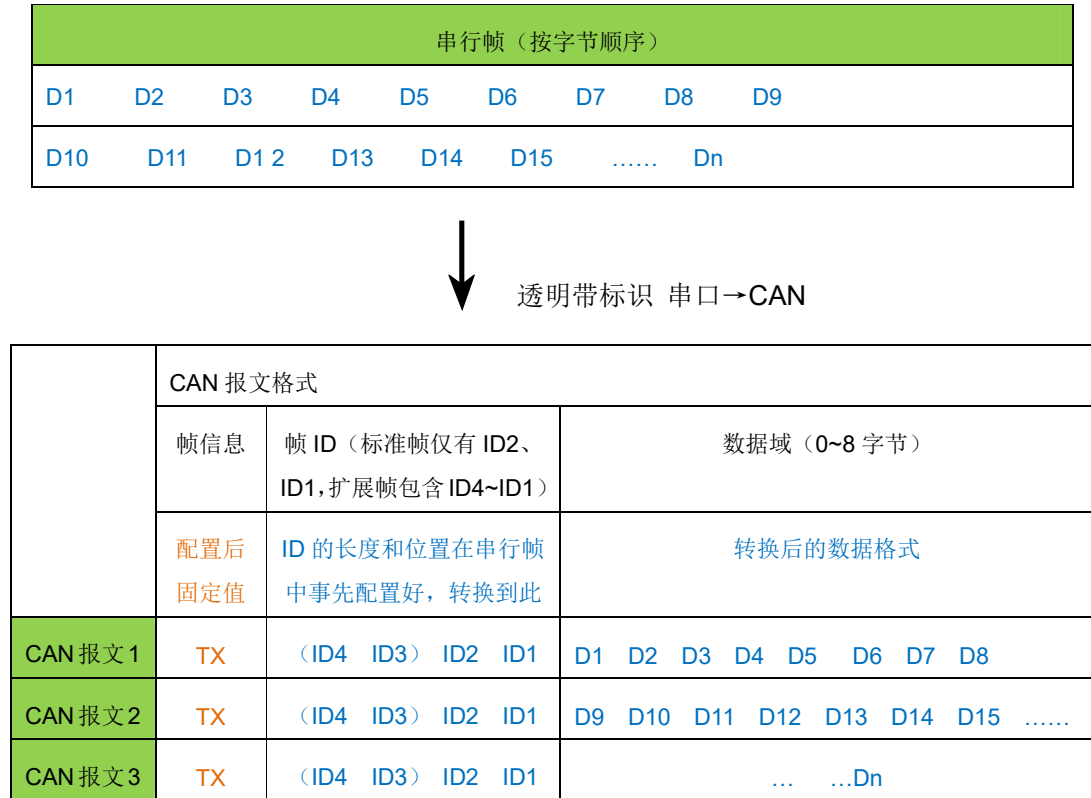 串行帧（按字节顺序）
D1 D2 D3 D4 D5 D6 D7 D8 D9
D10 D11 D1 2 D13 D14 D15 …… Dn
透明带标识 串口→CAN
CAN 报文格式
帧信息
帧 ID（标准帧仅有 ID2、
ID1，扩展帧包含 ID4~ID1）
数据域（0~8 字节）
配置后
固定值
ID 的长度和位置在串行帧
中事先配置好，转换到此
转换后的数据格式
CAN 报文 1 TX （ID4 ID3） ID2 ID1 D1 D2 D3 D4 D5 D6 D7 D8
CAN 报文 2 TX （ID4 ID3） ID2 ID1 D9 D10 D11 D12 D13 D14 D15 ……
CAN 报文 3 TX （ID4 ID3） ID2 ID1 … …Dn